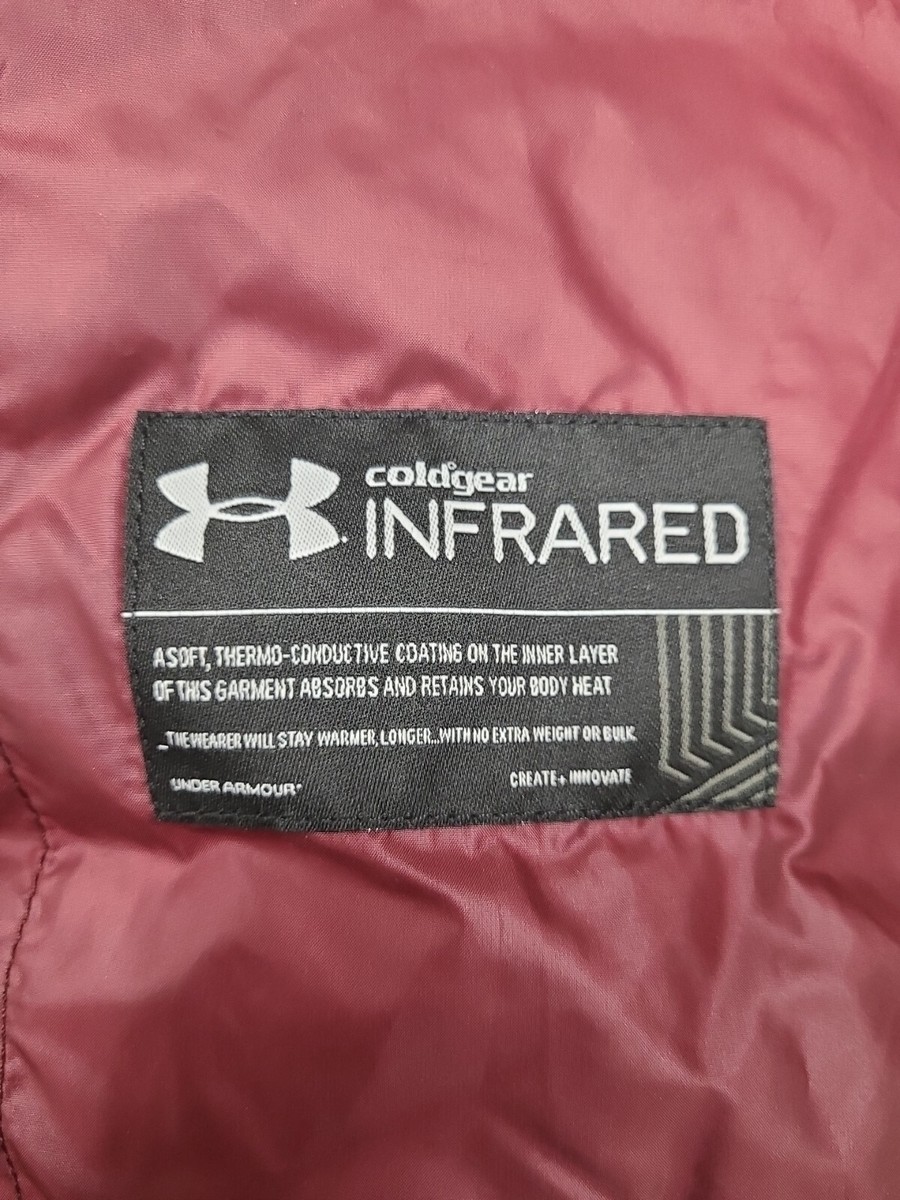 coldgear
INFRARED
A SOFT, THERMO-CONDUCTIVE COATING ON THE INNER LAYER
OF THIS GARMENT ABSORBS AND RETAINS YOUR BODY HEAT
_THE WEARER WILL STAY WARMER, LONGER...WITH NO EXTRA WEIGHT OR BULK.
UNDER ARMOUR
CREATE + INNOVATE